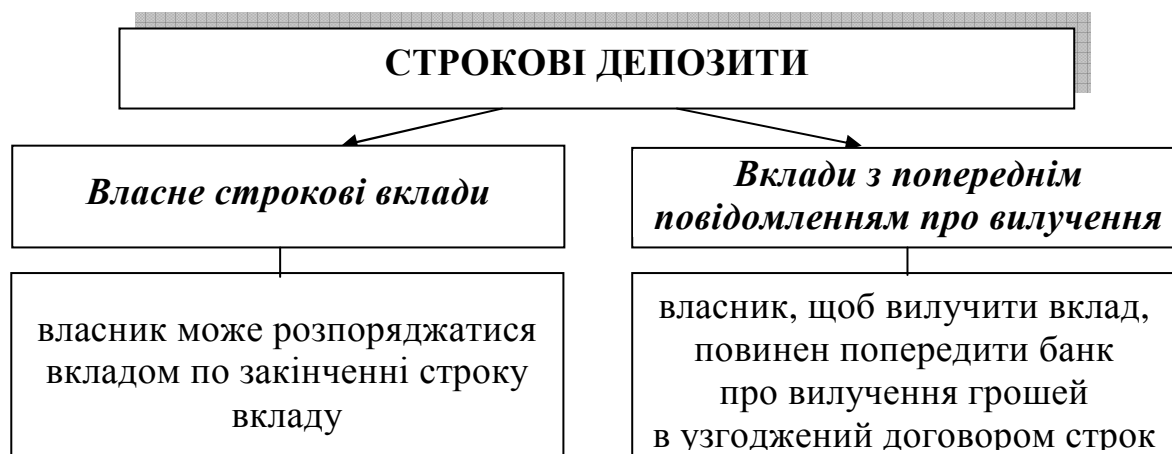 СТРОКОВІ ДЕПОЗИТИ
Власне строкові вклади
Вклади з попереднім
повідомленням про вилучення
власник може розпоряджатися
вкладом по закінченні строку
вкладу
власник, щоб вилучити вклад,
повинен попередити банк
про вилучення грошей
в узгоджений договором строк